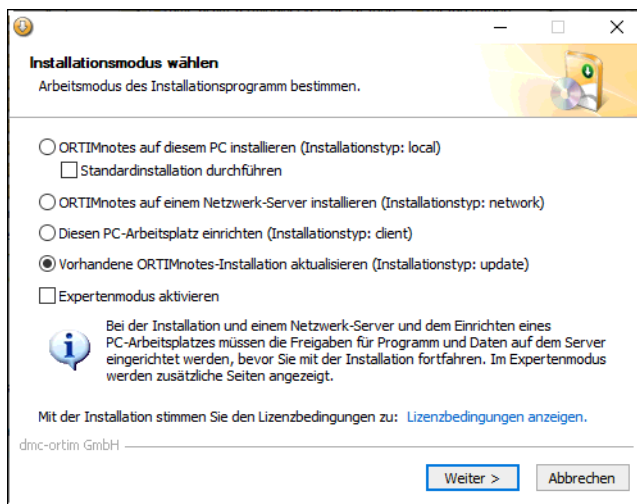 Installationsmodus wählen
Arbeitsmodus des Installationsprogramm bestimmen.
ORTIMnotes auf diesem PC installieren (Installationstyp: local)
Standardinstallation durchführen
ORTIMnotes auf einem Netzwerk-Server installieren (Installationstyp: network)
Diesen PC-Arbeitsplatz einrichten (Installationstyp: client)
Vorhandene ORTIMnotes-Installation aktualisieren (Installationstyp: update)
Expertenmodus aktivieren
Bei der Installation und einem Netzwerk-Server und dem Einrichten eines
PC-Arbeitsplatzes müssen die Freigaben für Programm und Daten auf dem Server
eingerichtet werden, bevor Sie mit der Installation fortfahren. Im Expertenmodus
werden zusätzliche Seiten angezeigt.
Mit der Installation stimmen Sie den Lizenzbedingungen zu: Lizenzbedingungen anzeigen.
dmc-ortim GmbH
Weiter > Abbrechen